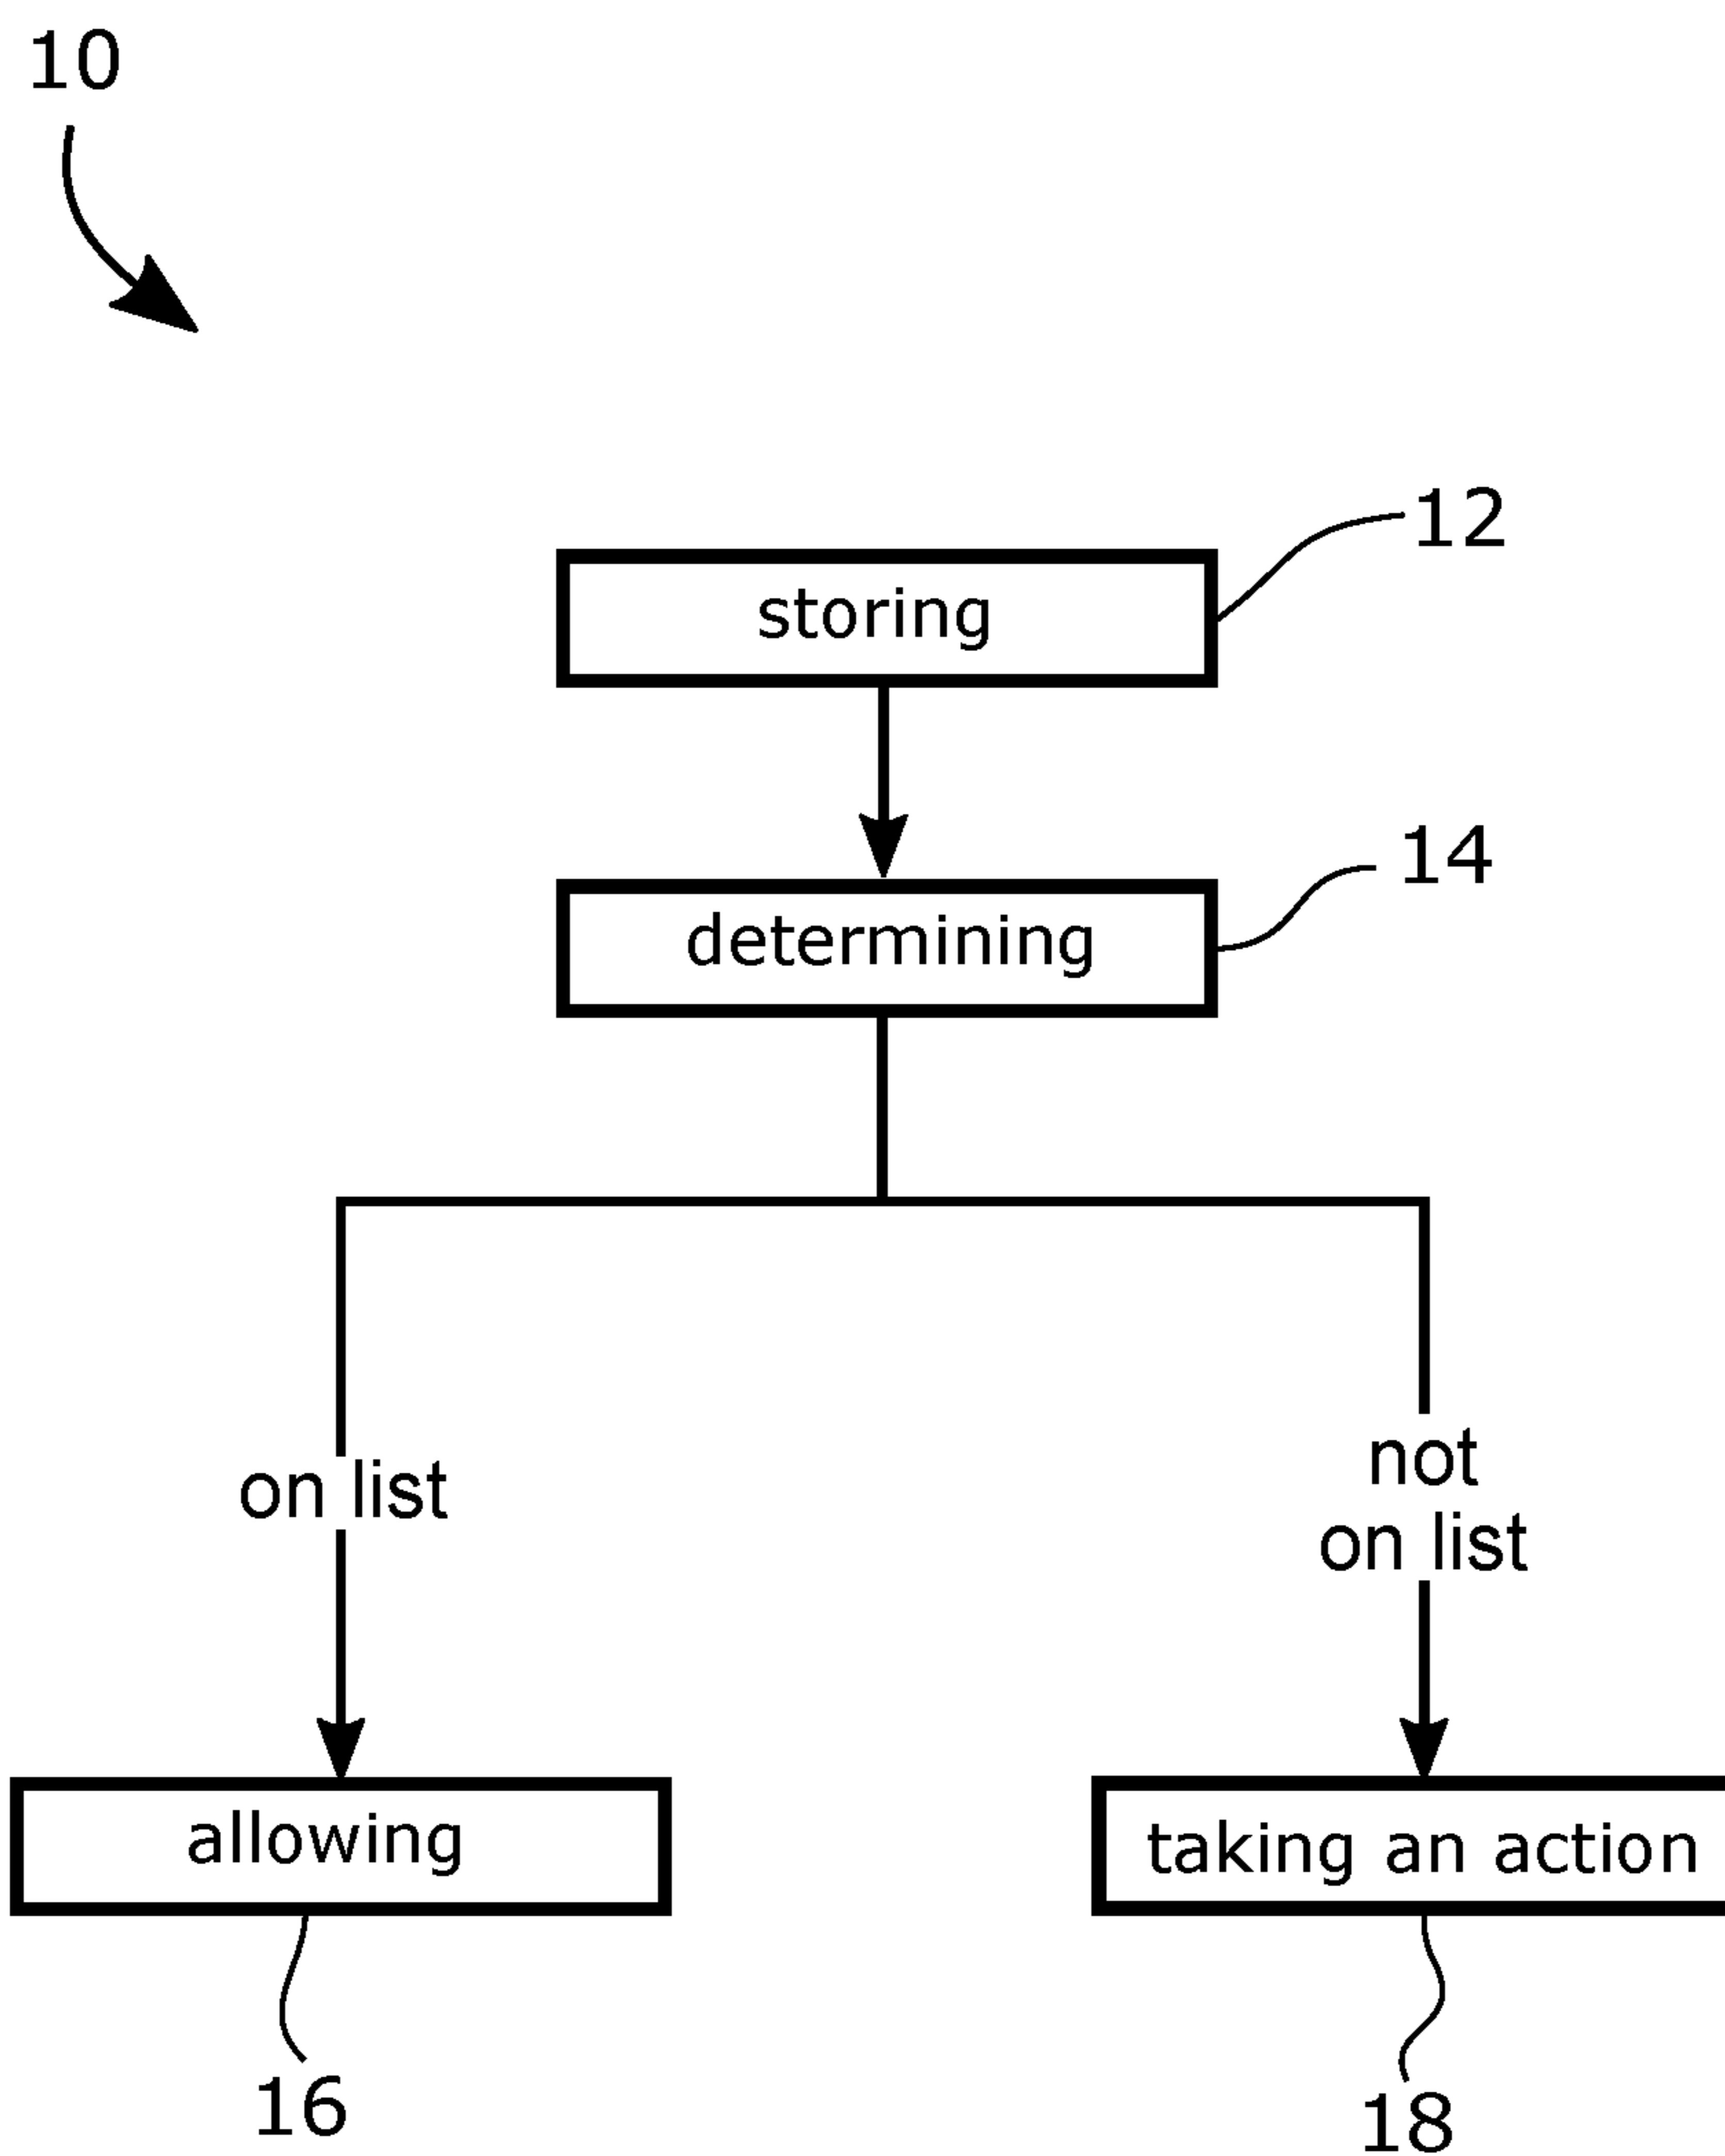 10
12
storing
14
determining
on list
not
on list
allowing
taking an action
16
18